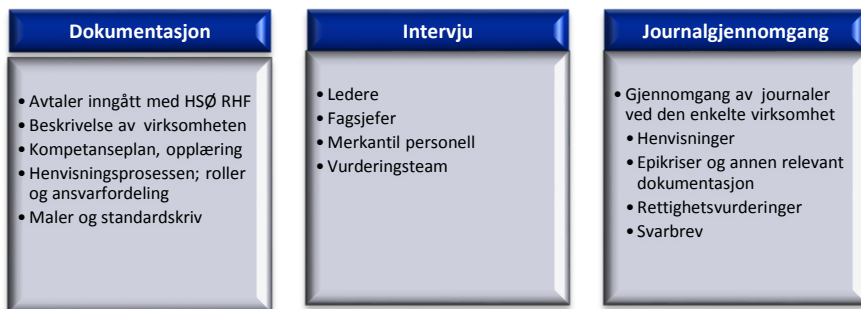 Dokumentasjon
• Avtaler inngått med HSØ RHF
• Beskrivelse av virksomheten
• Kompetanseplan, opplæring
• Henvisningsprosessen; roller
og ansvarfordeling
• Maler og standardskriv
Intervju
• Ledere
• Fagsjefer
• Merkantil personell
• Vurderingsteam
Journalgjennomgang
• Gjennomgang av journaler
ved den enkelte virksomhet
• Henvisninger
• Epikriser og annen relevant
dokumentasjon
• Rettighetsvurderinger
• Svarbrev